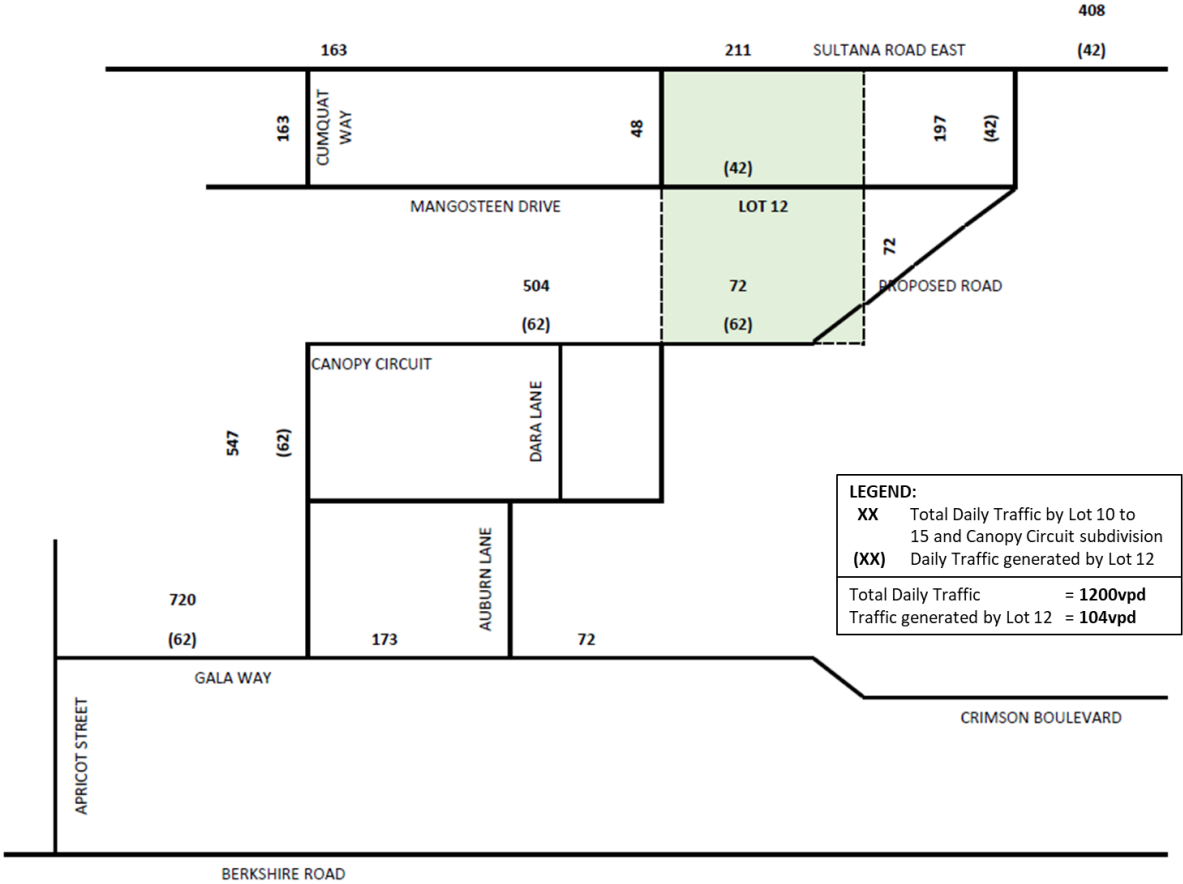 408
163
211
SULTANA ROAD EAST
(42)
163
CUMQUAT
WAY
48
197
(42)
(42)
MANGOSTEEN DRIVE
LOT 12
72
504
72
PROPOSED ROAD
(62)
(62)
CANOPY CIRCUIT
DARA LANE
547
(62)
LEGEND:
XX Total Daily Traffic by Lot 10 to
15 and Canopy Circuit subdivision
(XX) Daily Traffic generated by Lot 12
Total Daily Traffic = 1200vpd
Traffic generated by Lot 12 = 104vpd
AUBURN LANE
720
(62)
173
72
GALA WAY
APRICOT STREET
CRIMSON BOULEVARD
BERKSHIRE ROAD